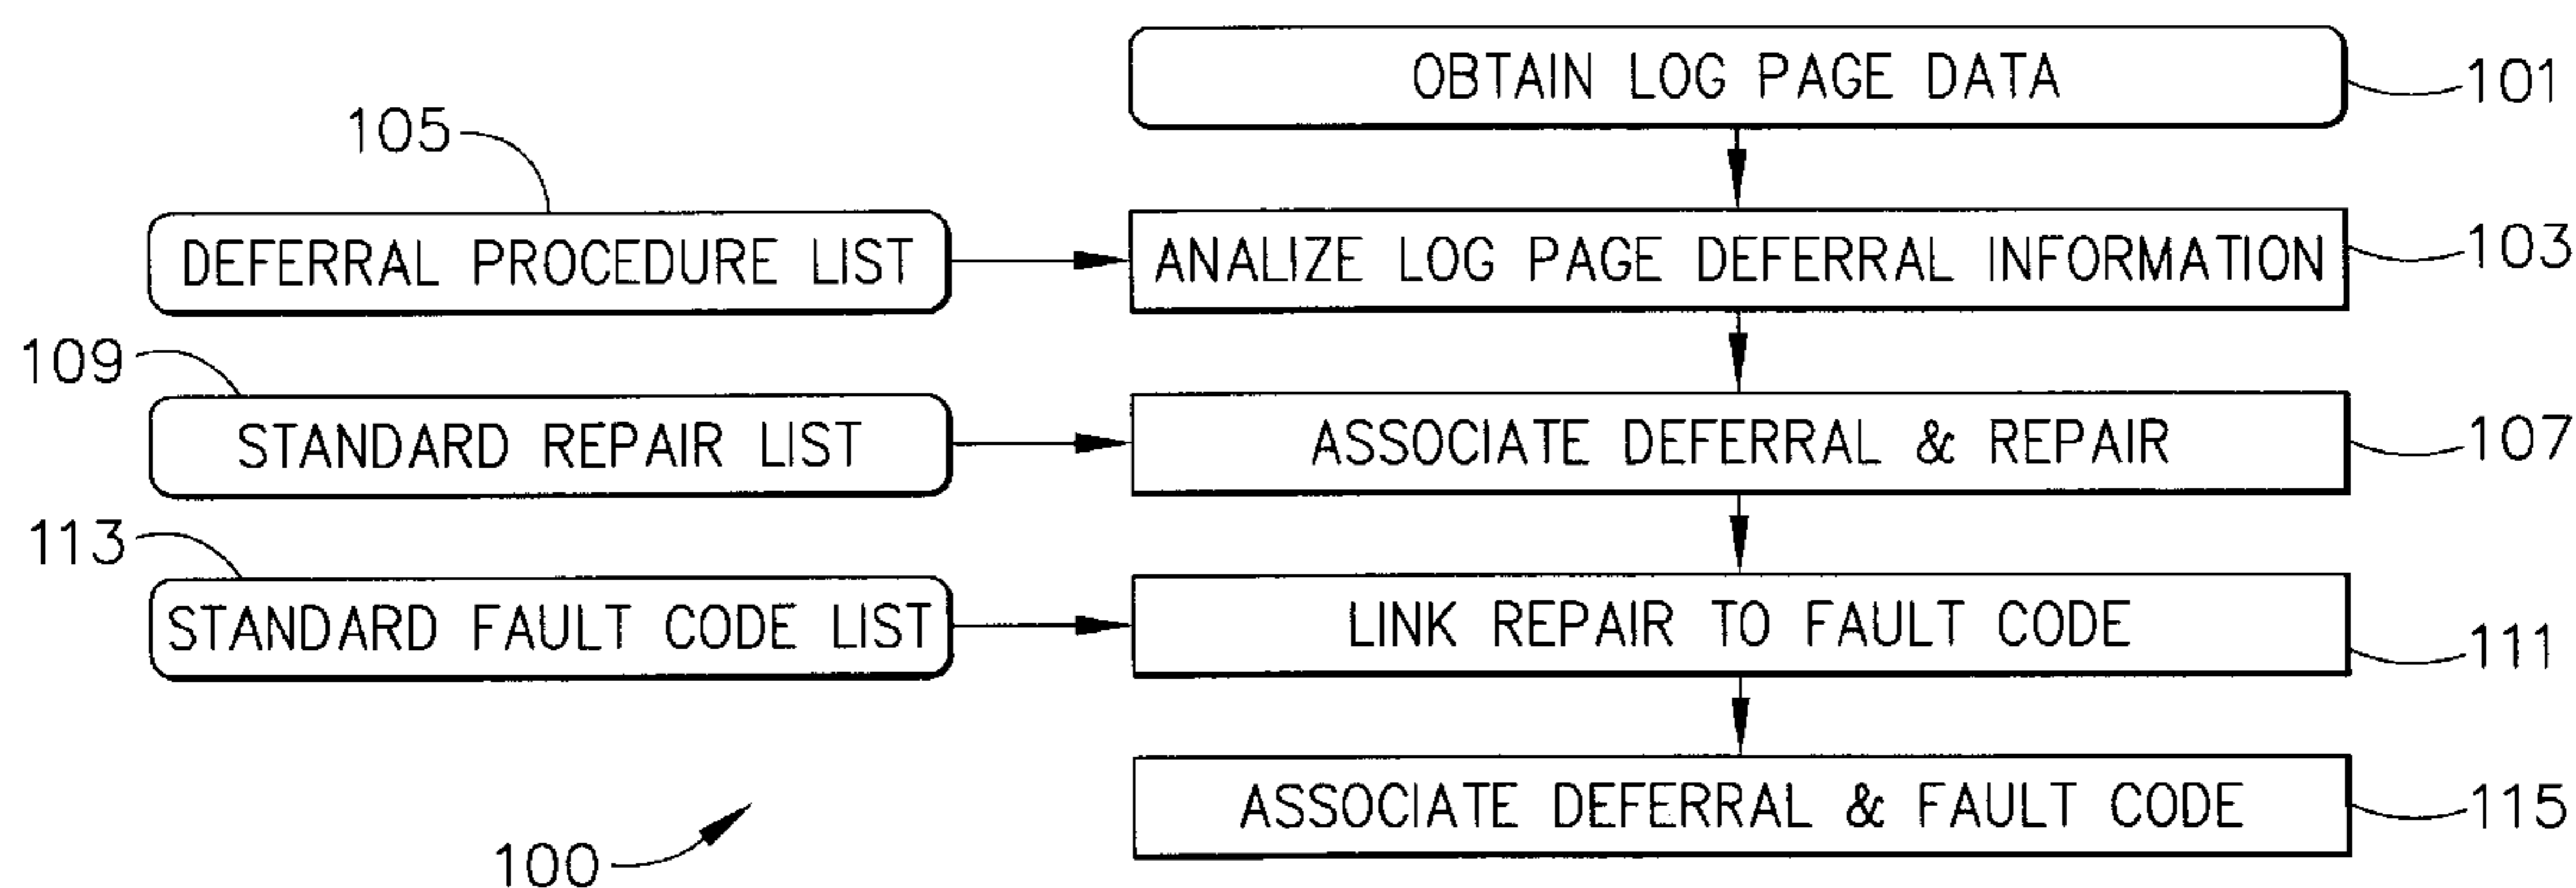 OBTAIN LOG PAGE DATA
101
105
DEFERRAL PROCEDURE LIST
ANALIZE LOG PAGE DEFERRAL INFORMATION
103
109
STANDARD REPAIR LIST
ASSOCIATE DEFERRAL & REPAIR
107
113
STANDARD FAULT CODE LIST
LINK REPAIR TO FAULT CODE
111
ASSOCIATE DEFERRAL & FAULT CODE
115
100